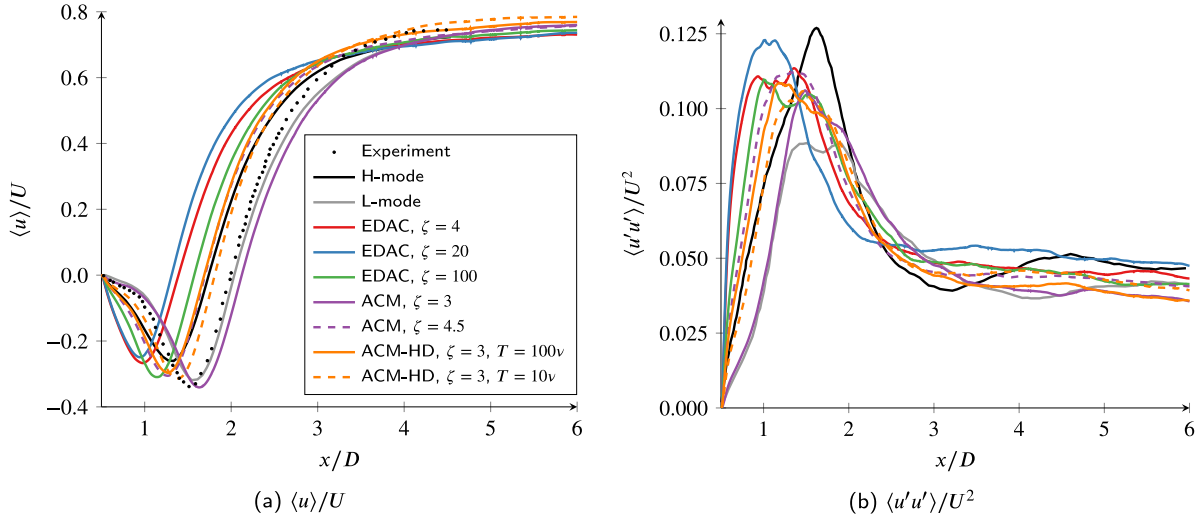 0.8
0.6
0.4
0.2
0.0
−0.2
−0.4
⟨u⟩/U
1 2 3 4 5 6
x/D
Experiment
H-mode
L-mode
EDAC, ζ = 4
EDAC, ζ = 20
EDAC, ζ = 100
ACM, ζ = 3
ACM, ζ = 4.5
ACM-HD, ζ = 3, T = 100ν
ACM-HD, ζ = 3, T = 10ν
(a) ⟨u⟩/U
0.125
0.100
0.075
0.050
0.025
0.000
⟨u′u′⟩/U²
1 2 3 4 5 6
x/D
(b) ⟨u′u′⟩/U²